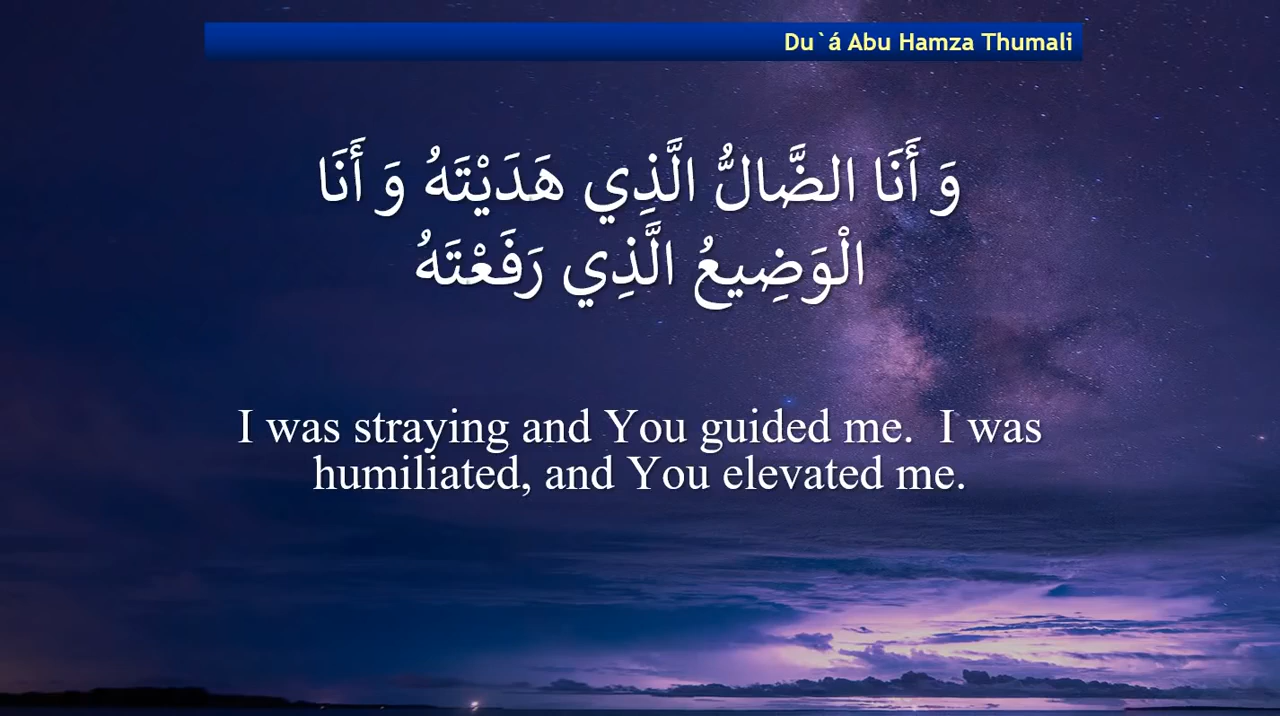 Du`á Abu Hamza Thumali
وَ أَنَا الضَّالُّ الَّذِي هَدَيْتَهُ وَ أَنَا
الْوَضِيعُ الَّذِي رَفَعْتَهُ
I was straying and You guided me.  I was
humiliated, and You elevated me.